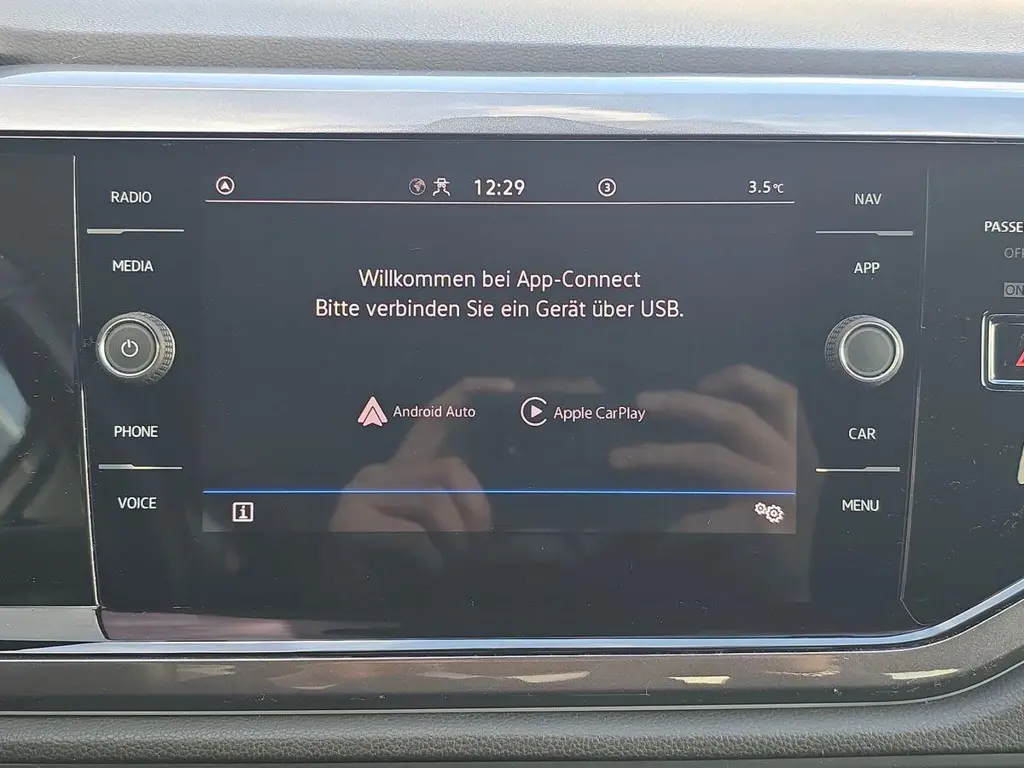 RADIO
MEDIA
PHONE
VOICE
12:29
3
3.5°C
Willkommen bei App-Connect
Bitte verbinden Sie ein Gerät über USB.
Android Auto
Apple CarPlay
i
NAV
APP
CAR
MENU